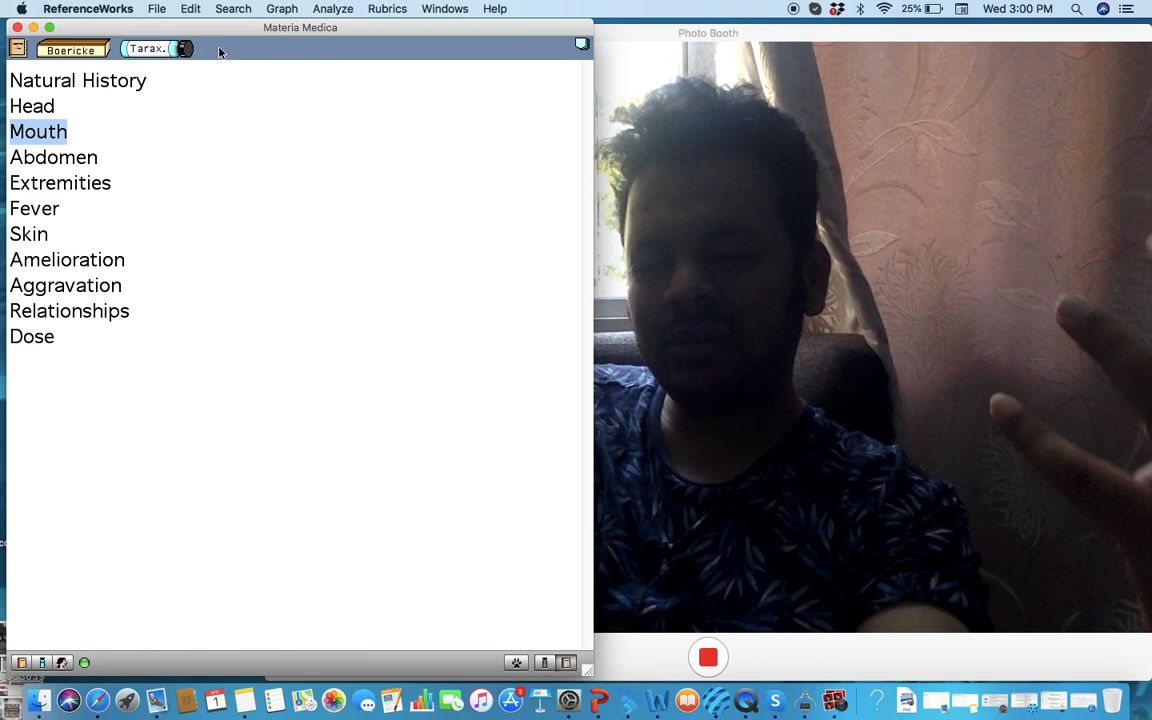 ReferenceWorks File Edit Search Graph Analyze Rubrics Windows Help 25% Wed 3:00 PM
Materia Medica
Photo Booth
Boericke Tarax.
Natural History
Head
Mouth
Abdomen
Extremities
Fever
Skin
Amelioration
Aggravation
Relationships
Dose